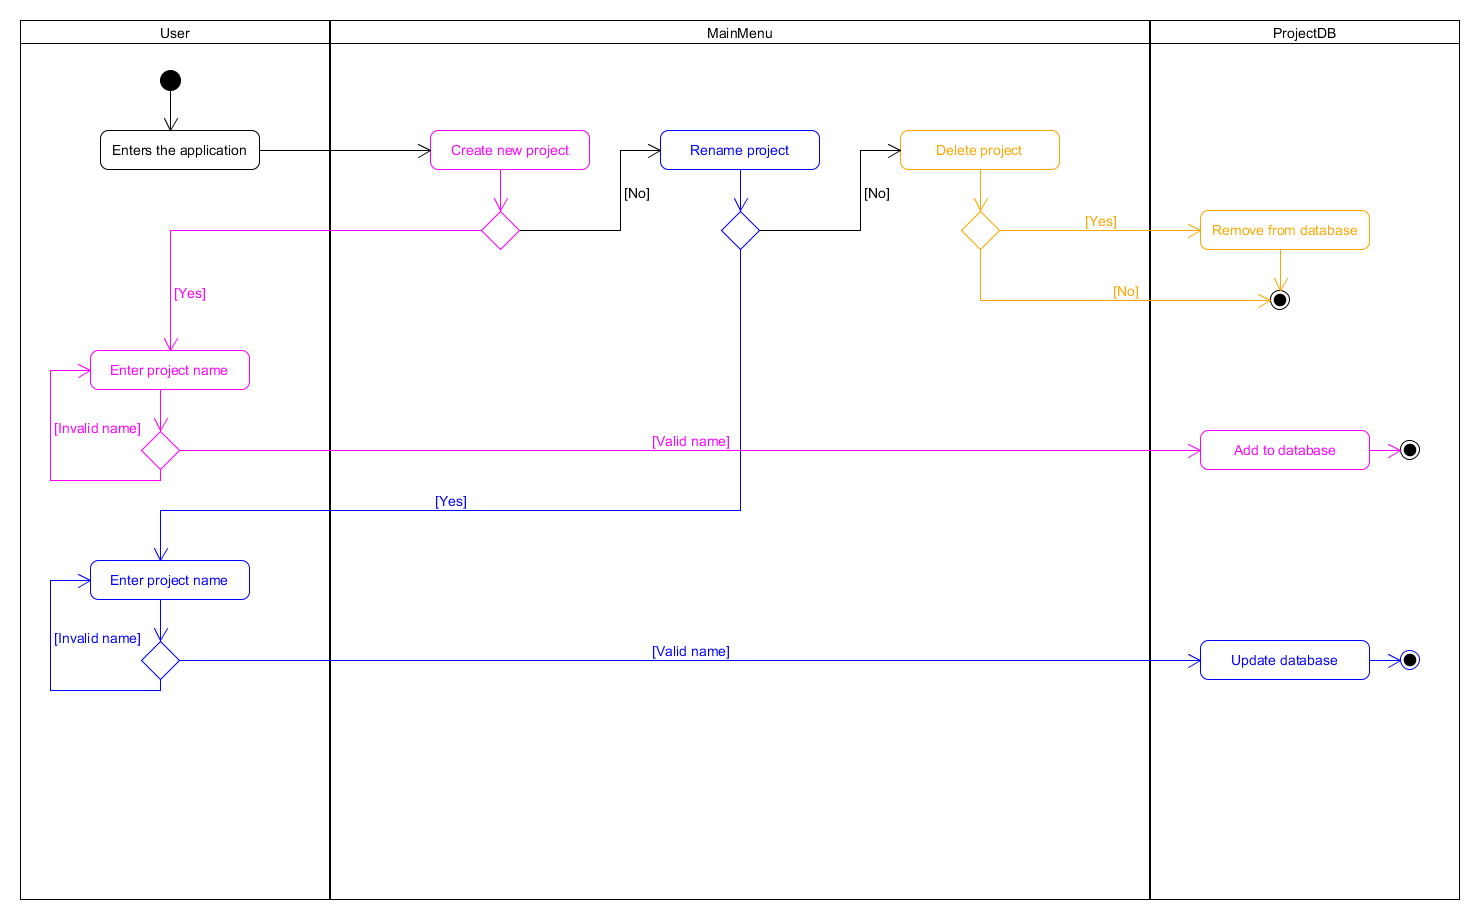 User
MainMenu
ProjectDB
Enters the application
Create new project
Rename project
Delete project
[No]
[No]
[Yes]
Remove from database
[Yes]
[No]
Enter project name
[Invalid name]
[Valid name]
Add to database
[Yes]
Enter project name
[Invalid name]
[Valid name]
Update database